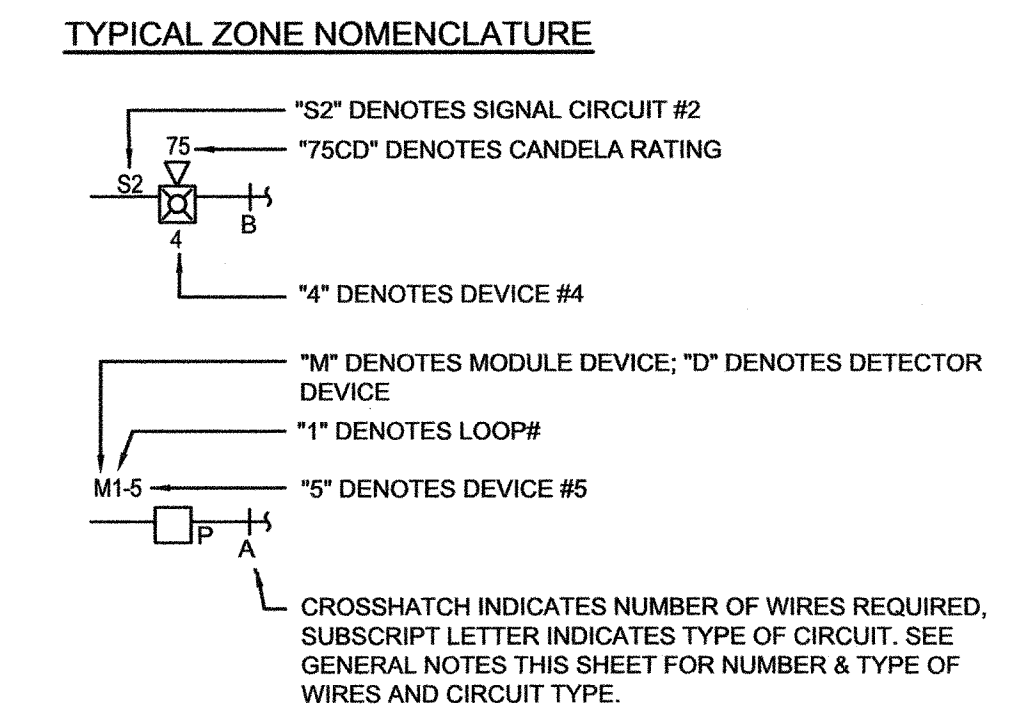 TYPICAL ZONE NOMENCLATURE
"S2" DENOTES SIGNAL CIRCUIT #2
75
"75CD" DENOTES CANDELA RATING
S2
B
4
"4" DENOTES DEVICE #4
"M" DENOTES MODULE DEVICE; "D" DENOTES DETECTOR
DEVICE
"1" DENOTES LOOP#
M1-5
"5" DENOTES DEVICE #5
P
A
CROSSHATCH INDICATES NUMBER OF WIRES REQUIRED,
SUBSCRIPT LETTER INDICATES TYPE OF CIRCUIT. SEE
GENERAL NOTES THIS SHEET FOR NUMBER & TYPE OF
WIRES AND CIRCUIT TYPE.